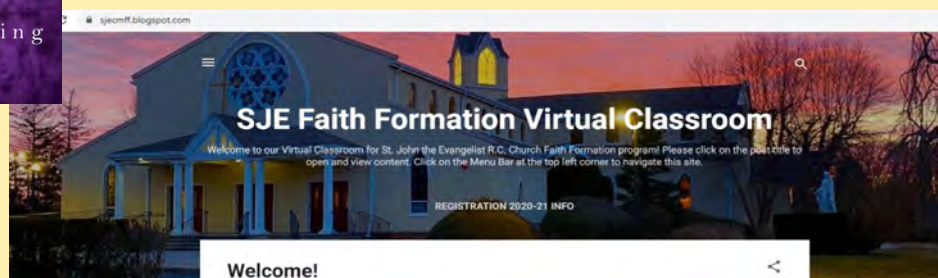 ing
sjecmff.blogspot.com
SJE Faith Formation Virtual Classroom
Welcome to our Virtual Classroom for St. John the Evangelist R.C. Church Faith Formation program! Please click on the post title to
open and view content. Click on the Menu Bar at the top left corner to navigate this site.
REGISTRATION 2020-21 INFO
Welcome!